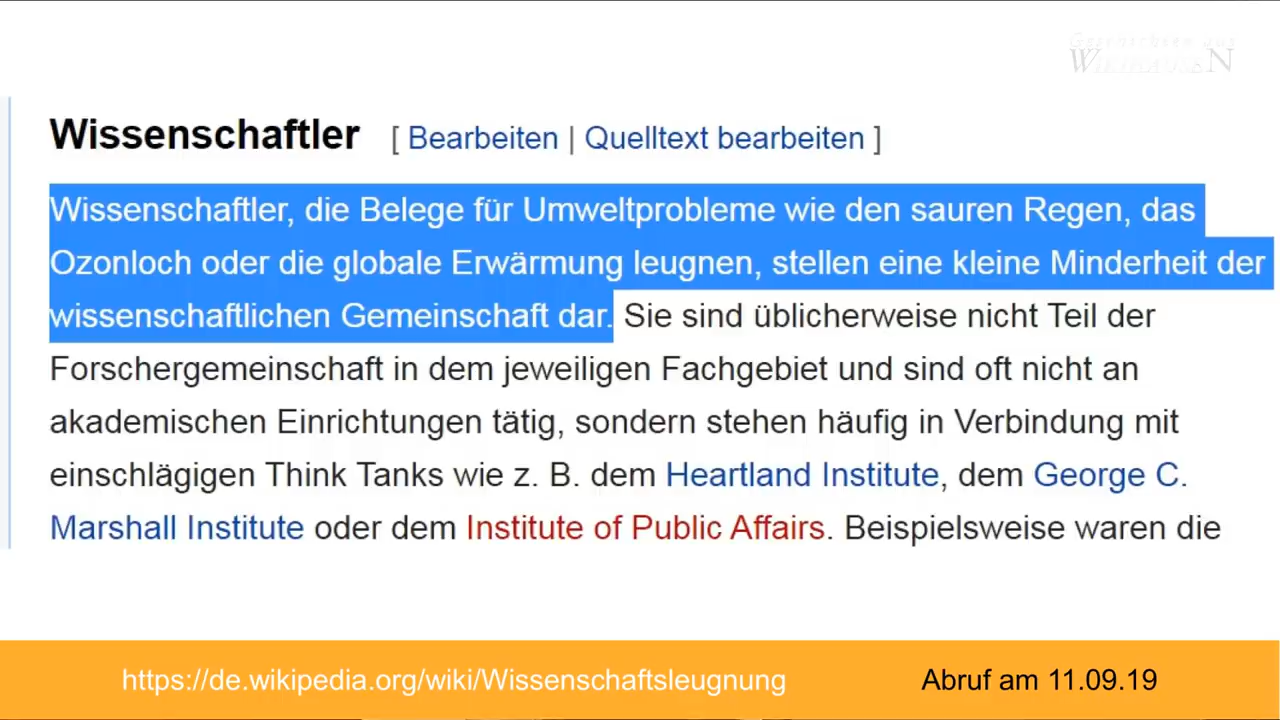 Geschichten aus
WIKIHAUSEN
Wissenschaftler [ Bearbeiten | Quelltext bearbeiten ]
Wissenschaftler, die Belege für Umweltprobleme wie den sauren Regen, das
Ozonloch oder die globale Erwärmung leugnen, stellen eine kleine Minderheit der
wissenschaftlichen Gemeinschaft dar. Sie sind üblicherweise nicht Teil der
Forschergemeinschaft in dem jeweiligen Fachgebiet und sind oft nicht an
akademischen Einrichtungen tätig, sondern stehen häufig in Verbindung mit
einschlägigen Think Tanks wie z. B. dem Heartland Institute, dem George C.
Marshall Institute oder dem Institute of Public Affairs. Beispielsweise waren die
https://de.wikipedia.org/wiki/Wissenschaftsleugnung Abruf am 11.09.19